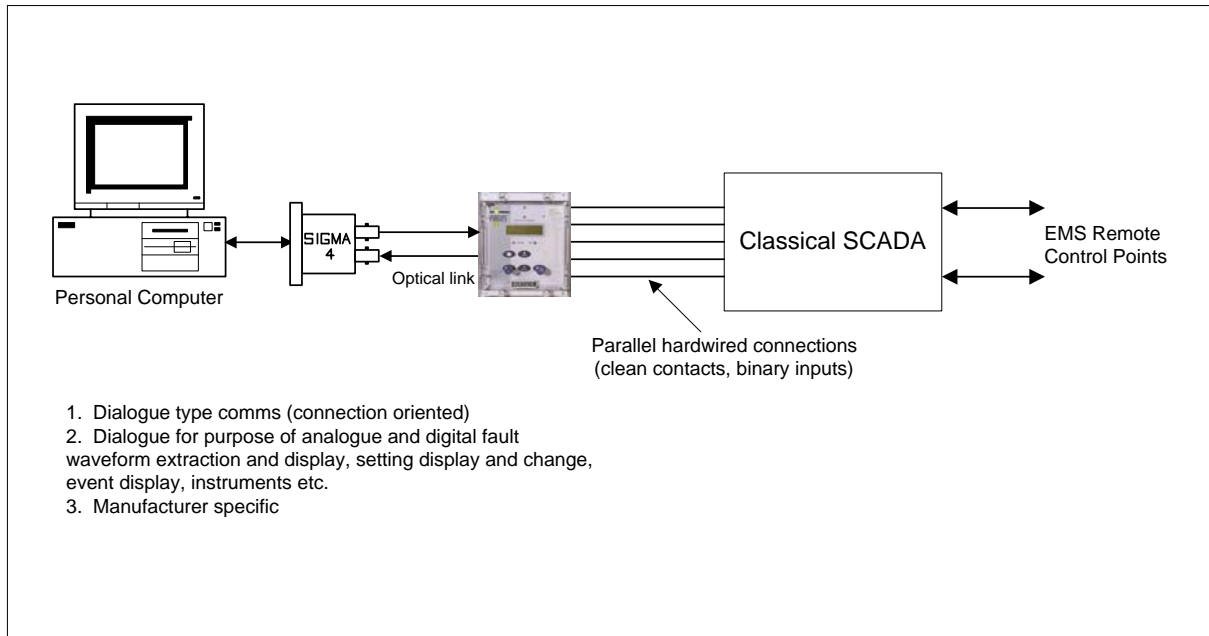 SIGMA
4
Classical SCADA
EMS Remote
Control Points
Optical link
Personal Computer
Parallel hardwired connections
(clean contacts, binary inputs)
1. Dialogue type comms (connection oriented)
2. Dialogue for purpose of analogue and digital fault
waveform extraction and display, setting display and change,
event display, instruments etc.
3. Manufacturer specific